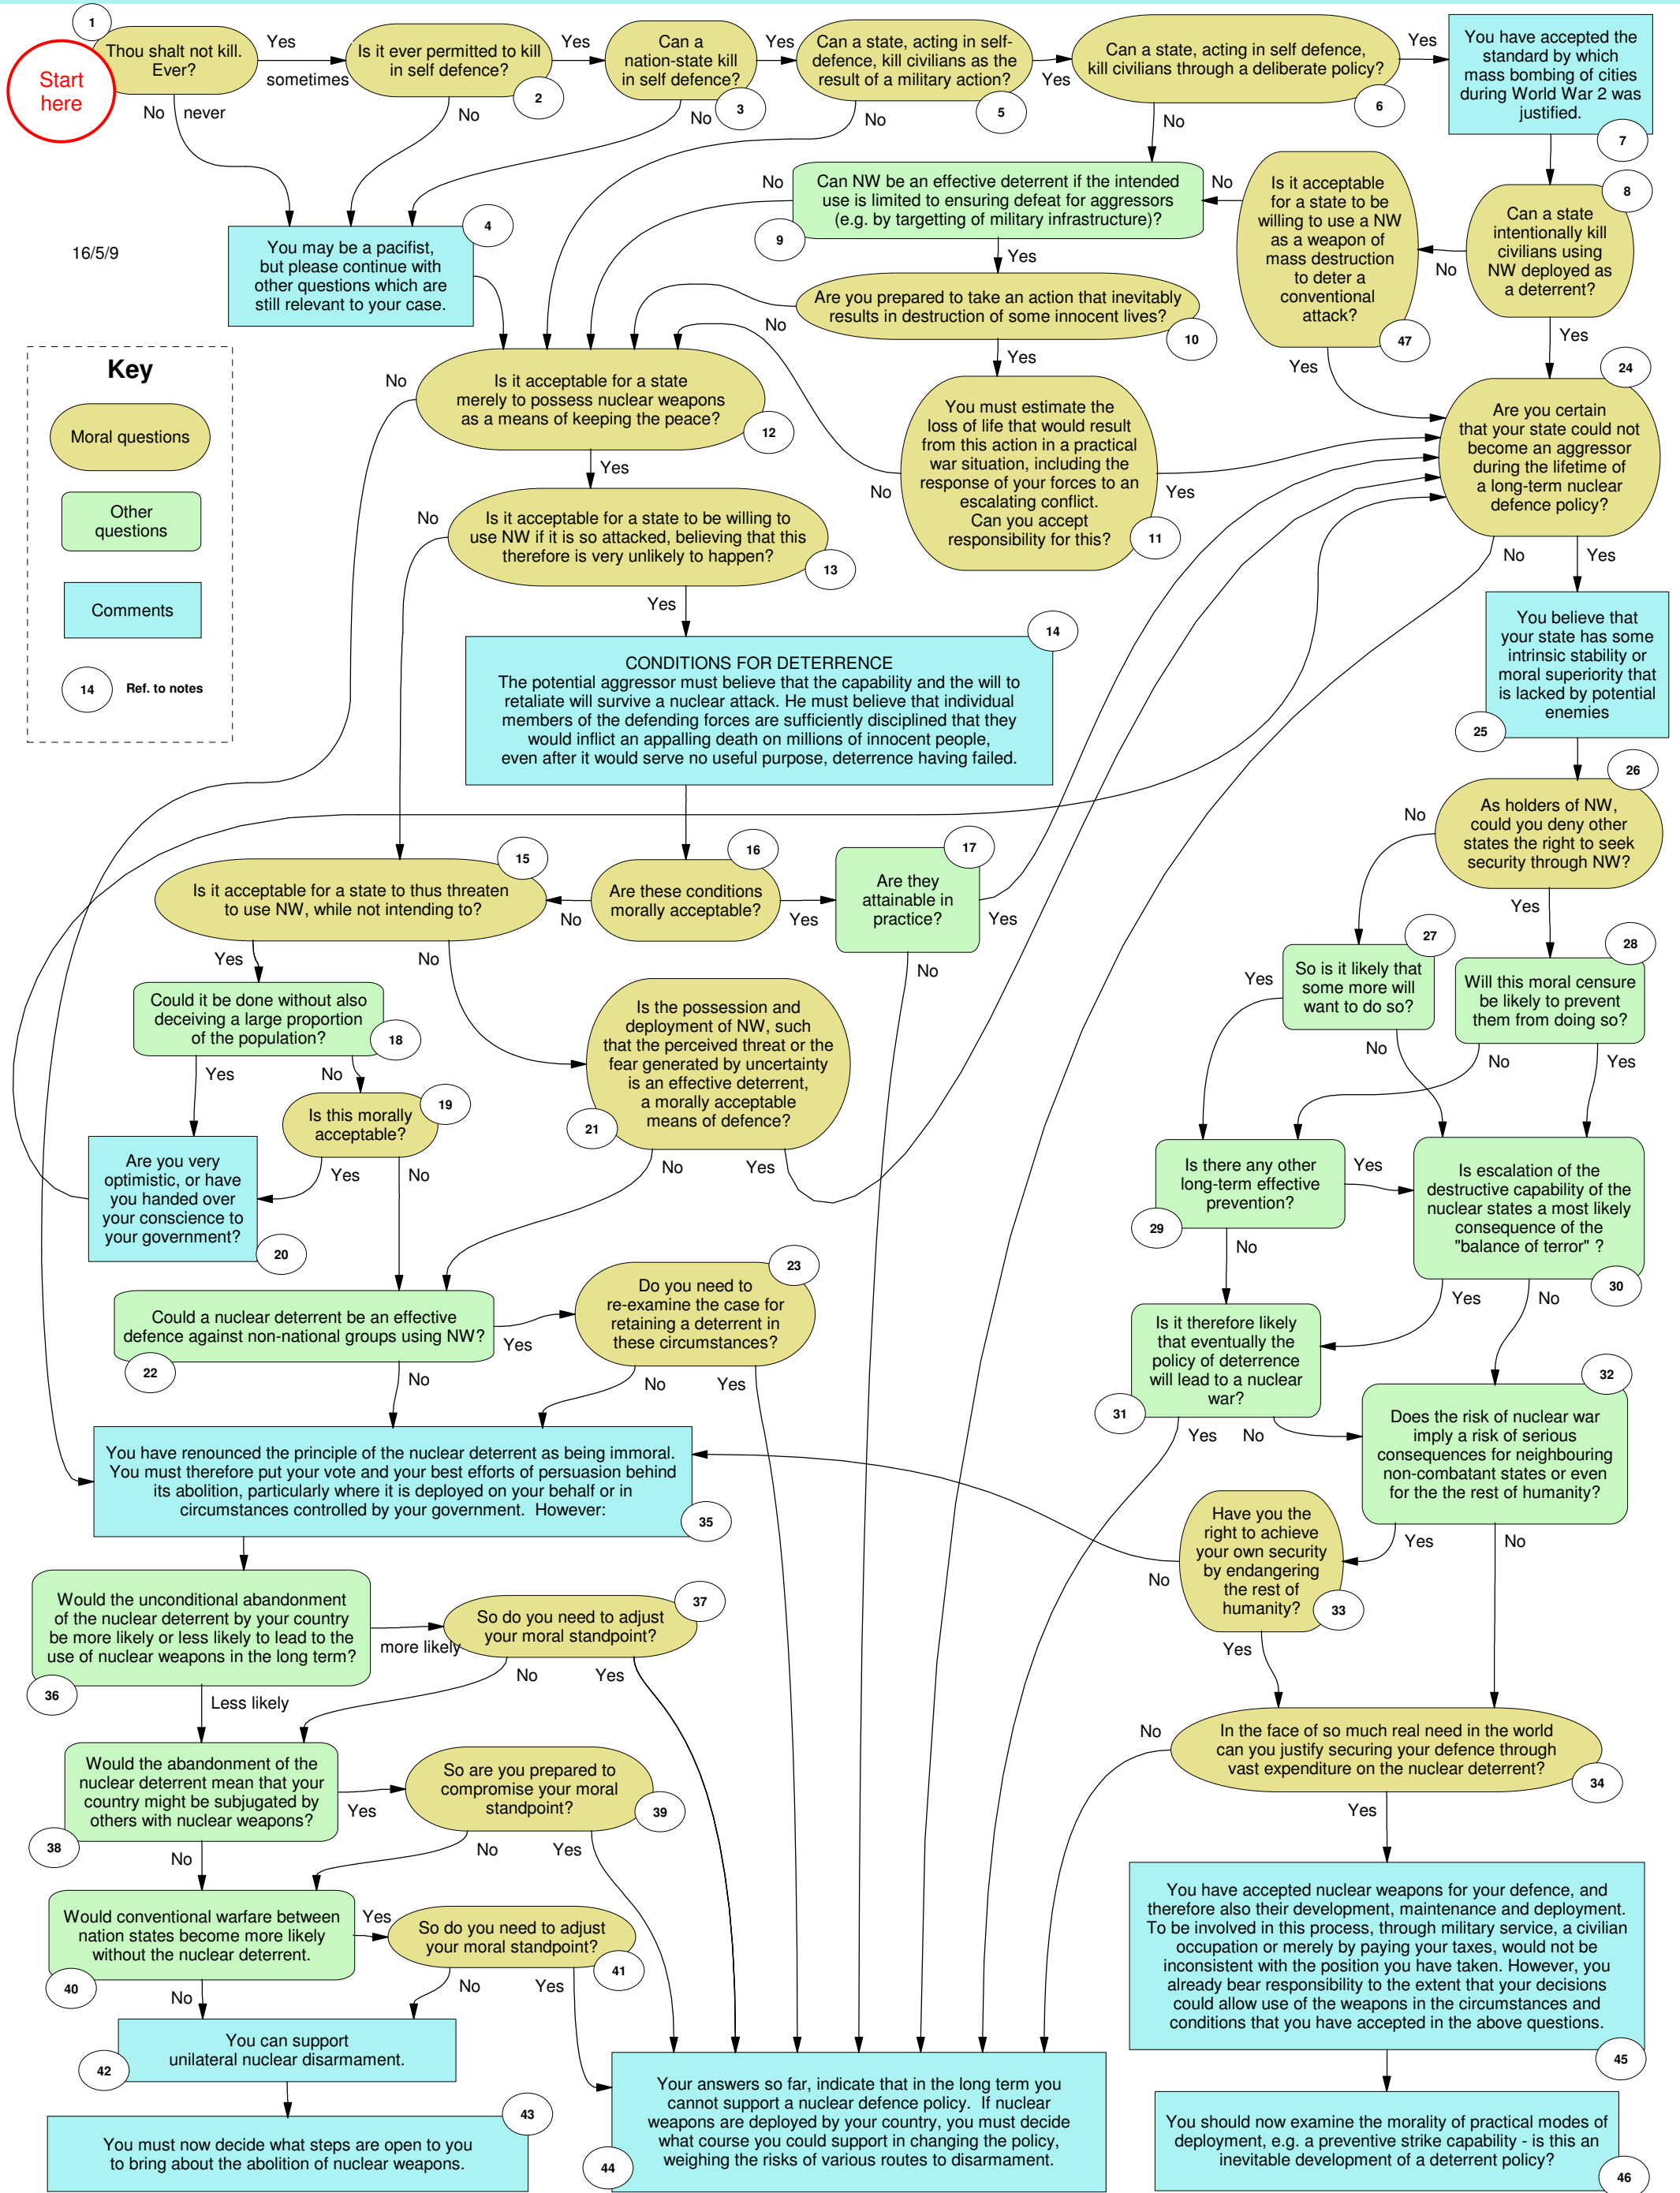 Start
here
1
Thou shalt not kill.
Ever?
Yes
sometimes
No
never
Is it ever permitted to kill
in self defence?
2
Yes
No
Can a
nation-state kill
in self defence?
3
Yes
No
Can a state, acting in self-
defence, kill civilians as the
result of a military action?
5
Yes
No
Can a state, acting in self defence,
kill civilians through a deliberate policy?
6
Yes
No
You have accepted the
standard by which
mass bombing of cities
during World War 2 was
justified.
7
16/5/9
You may be a pacifist,
but please continue with
other questions which are
still relevant to your case.
4
Can NW be an effective deterrent if the intended
use is limited to ensuring defeat for aggressors
(e.g. by targetting of military infrastructure)?
9
No
Yes
Is it acceptable
for a state to be
willing to use a NW
as a weapon of
mass destruction
to deter a
conventional
attack?
47
No
Yes
Can a state
intentionally kill
civilians using
NW deployed as
a deterrent?
8
No
Yes
Are you prepared to take an action that inevitably
results in destruction of some innocent lives?
10
No
Yes
You must estimate the
loss of life that would result
from this action in a practical
war situation, including the
response of your forces to an
escalating conflict.
Can you accept
responsibility for this?
11
No
Yes
Key
Moral questions
Other
questions
Comments
14
Ref. to notes
Is it acceptable for a state
merely to possess nuclear weapons
as a means of keeping the peace?
12
No
Yes
Is it acceptable for a state to be willing to
use NW if it is so attacked, believing that this
therefore is very unlikely to happen?
13
No
Yes
Are you certain
that your state could not
become an aggressor
during the lifetime of
a long-term nuclear
defence policy?
24
No
Yes
CONDITIONS FOR DETERRENCE
The potential aggressor must believe that the capability and the will to
retaliate will survive a nuclear attack. He must believe that individual
members of the defending forces are sufficiently disciplined that they
would inflict an appalling death on millions of innocent people,
even after it would serve no useful purpose, deterrence having failed.
14
You believe that
your state has some
intrinsic stability or
moral superiority that
is lacked by potential
enemies
25
As holders of NW,
could you deny other
states the right to seek
security through NW?
26
No
Yes
Is it acceptable for a state to thus threaten
to use NW, while not intending to?
15
Yes
No
Are these conditions
morally acceptable?
16
No
Yes
Are they
attainable in
practice?
17
Yes
No
So is it likely that
some more will
want to do so?
27
Yes
No
Will this moral censure
be likely to prevent
them from doing so?
28
No
Yes
Could it be done without also
deceiving a large proportion
of the population?
18
Yes
No
Is this morally
acceptable?
19
Yes
No
Are you very
optimistic, or have
you handed over
your conscience to
your government?
20
Is the possession and
deployment of NW, such
that the perceived threat or the
fear generated by uncertainty
is an effective deterrent,
a morally acceptable
means of defence?
21
No
Yes
Is there any other
long-term effective
prevention?
29
Yes
No
Is escalation of the
destructive capability of the
nuclear states a most likely
consequence of the
"balance of terror" ?
30
Yes
No
Could a nuclear deterrent be an effective
defence against non-national groups using NW?
22
Yes
No
Do you need to
re-examine the case for
retaining a deterrent in
these circumstances?
23
No
Yes
Is it therefore likely
that eventually the
policy of deterrence
will lead to a nuclear
war?
31
Yes
No
Does the risk of nuclear war
imply a risk of serious
consequences for neighbouring
non-combatant states or even
for the the rest of humanity?
32
Yes
No
You have renounced the principle of the nuclear deterrent as being immoral.
You must therefore put your vote and your best efforts of persuasion behind
its abolition, particularly where it is deployed on your behalf or in
circumstances controlled by your government.  However:
35
Have you the
right to achieve
your own security
by endangering
the rest of
humanity?
33
No
Yes
Would the unconditional abandonment
of the nuclear deterrent by your country
be more likely or less likely to lead to the
use of nuclear weapons in the long term?
36
more likely
Less likely
So do you need to adjust
your moral standpoint?
37
No
Yes
In the face of so much real need in the world
can you justify securing your defence through
vast expenditure on the nuclear deterrent?
34
No
Yes
Would the abandonment of the
nuclear deterrent mean that your
country might be subjugated by
others with nuclear weapons?
38
Yes
No
So are you prepared to
compromise your moral
standpoint?
39
No
Yes
Would conventional warfare between
nation states become more likely
without the nuclear deterrent.
40
Yes
No
So do you need to adjust
your moral standpoint?
41
No
Yes
You have accepted nuclear weapons for your defence, and
therefore also their development, maintenance and deployment.
To be involved in this process, through military service, a civilian
occupation or merely by paying your taxes, would not be
inconsistent with the position you have taken. However, you
already bear responsibility to the extent that your decisions
could allow use of the weapons in the circumstances and
conditions that you have accepted in the above questions.
45
You can support
unilateral nuclear disarmament.
42
You must now decide what steps are open to you
to bring about the abolition of nuclear weapons.
43
Your answers so far, indicate that in the long term you
cannot support a nuclear defence policy.  If nuclear
weapons are deployed by your country, you must decide
what course you could support in changing the policy,
weighing the risks of various routes to disarmament.
44
You should now examine the morality of practical modes of
deployment, e.g. a preventive strike capability - is this an
inevitable development of a deterrent policy?
46